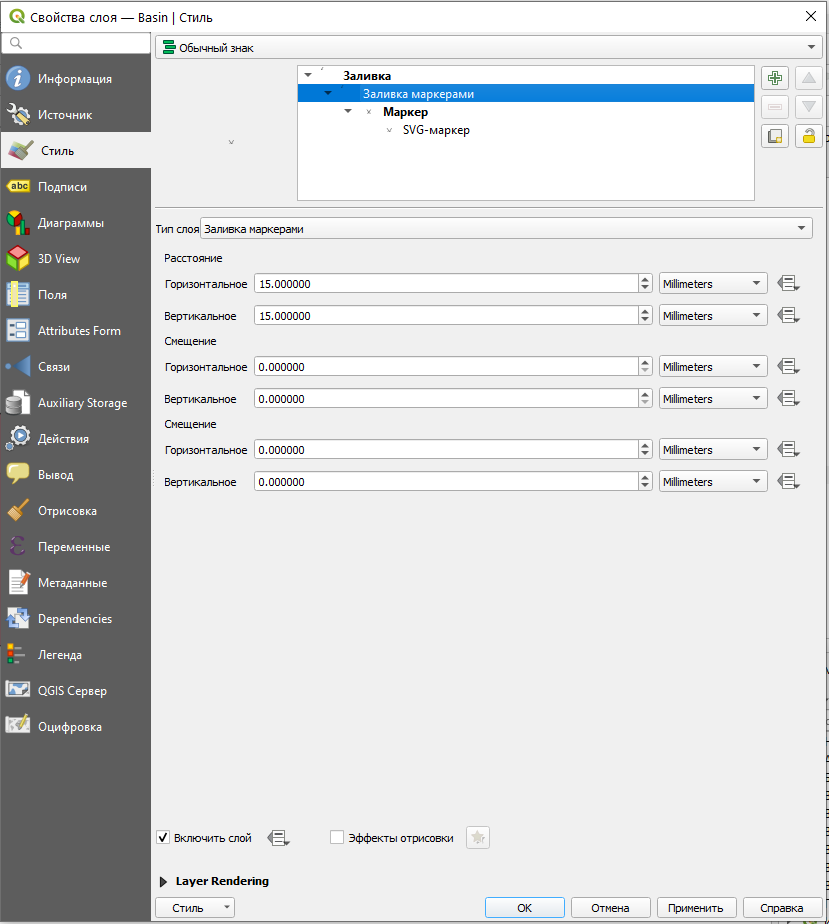 Свойства слоя — Basin | Стиль
Информация
Источник
Стиль
Подписи
abc
Диаграммы
3D View
Поля
Attributes Form
Связи
Auxiliary Storage
Действия
Вывод
Отрисовка
Переменные
Метаданные
Dependencies
Легенда
QGIS Сервер
Оцифровка
Обычный знак
Заливка
Заливка маркерами
Маркер
SVG-маркер
Тип слоя Заливка маркерами
Расстояние
Горизонтальное 15.000000 Millimeters
Вертикальное 15.000000 Millimeters
Смещение
Горизонтальное 0.000000 Millimeters
Вертикальное 0.000000 Millimeters
Смещение
Горизонтальное 0.000000 Millimeters
Вертикальное 0.000000 Millimeters
Включить слой Эффекты отрисовки
Layer Rendering
Стиль OK Отмена Применить Справка